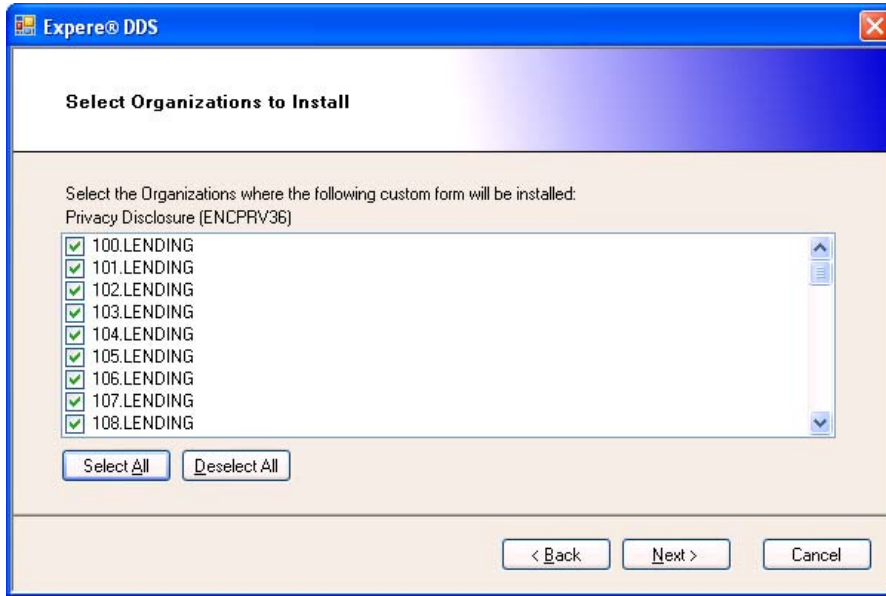 Expere® DDS
Select Organizations to Install
Select the Organizations where the following custom form will be installed:
Privacy Disclosure (ENCPRV36)
100.LENDING
101.LENDING
102.LENDING
103.LENDING
104.LENDING
105.LENDING
106.LENDING
107.LENDING
108.LENDING
Select All Deselect All
< Back Next > Cancel